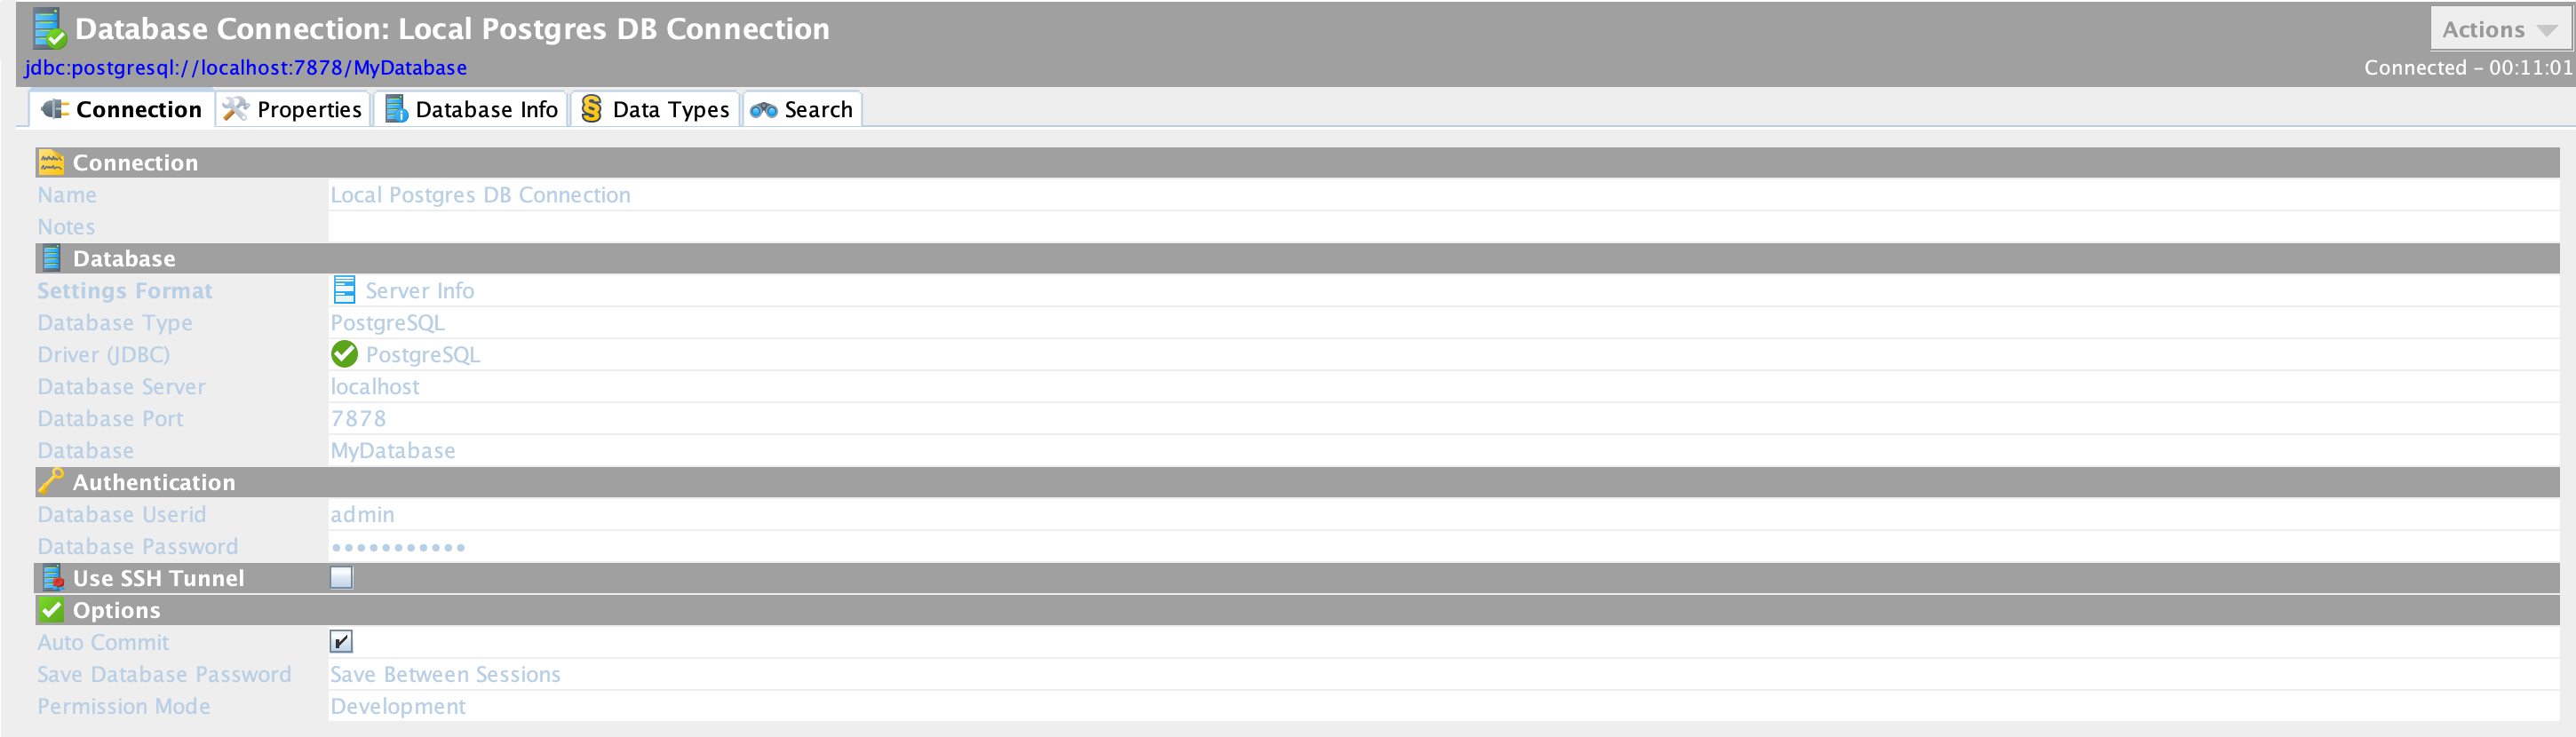 Database Connection: Local Postgres DB Connection
Actions
jdbc:postgresql://localhost:7878/MyDatabase
Connected - 00:11:01
Connection Properties Database Info Data Types Search
Connection
Name Local Postgres DB Connection
Notes
Database
Settings Format Server Info
Database Type PostgreSQL
Driver (JDBC) PostgreSQL
Database Server localhost
Database Port 7878
Database MyDatabase
Authentication
Database Userid admin
Database Password •••••••••••
Use SSH Tunnel
Options
Auto Commit
Save Database Password Save Between Sessions
Permission Mode Development